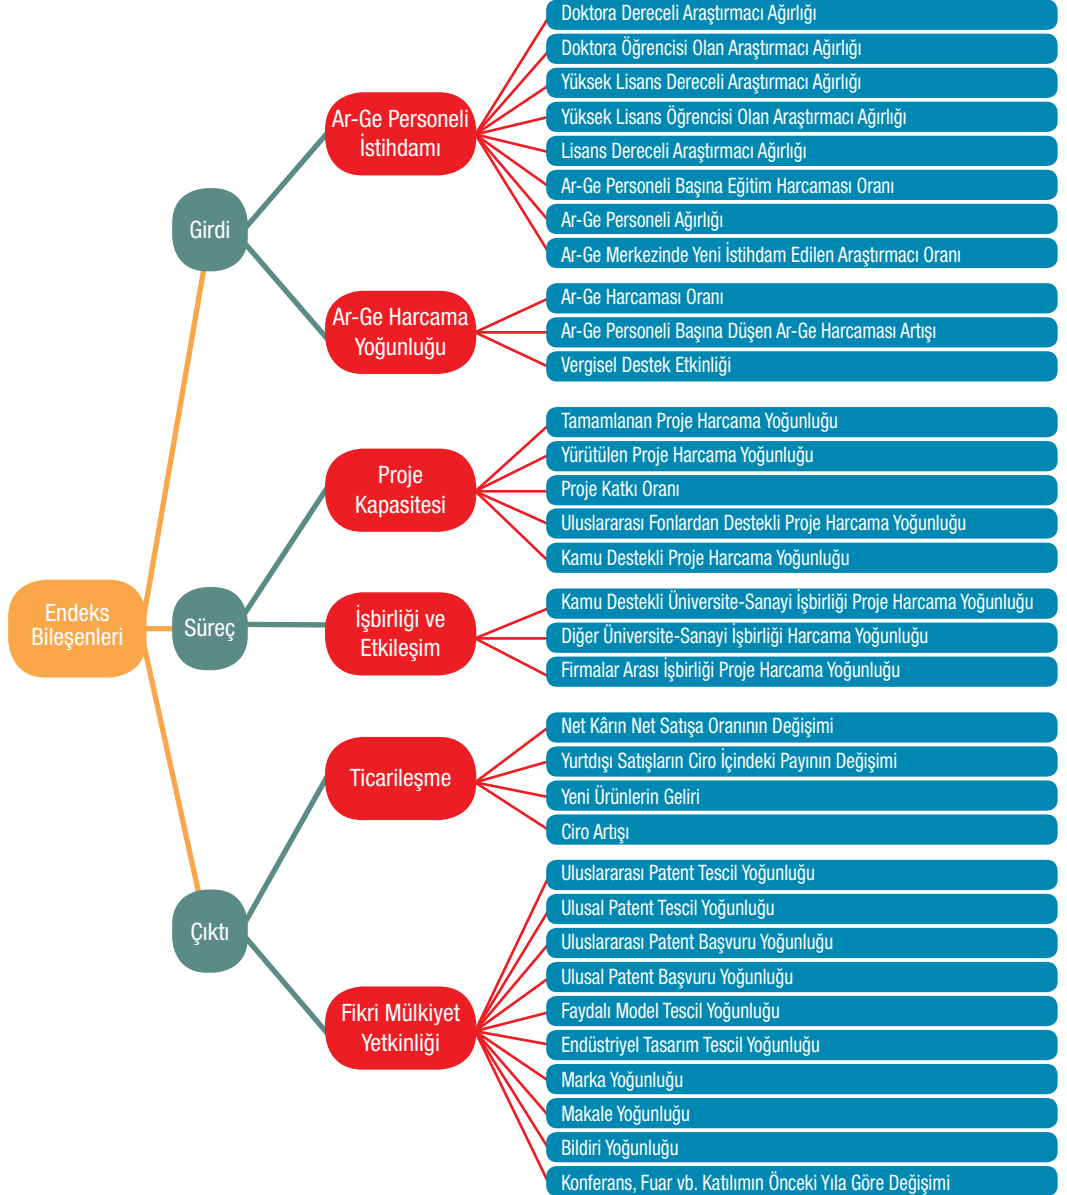 Endeks
Bileşenleri
Girdi
Ar-Ge Personeli
İstihdamı
Doktora Dereceli Araştırmacı Ağırlığı
Doktora Öğrencisi Olan Araştırmacı Ağırlığı
Yüksek Lisans Dereceli Araştırmacı Ağırlığı
Yüksek Lisans Öğrencisi Olan Araştırmacı Ağırlığı
Lisans Dereceli Araştırmacı Ağırlığı
Ar-Ge Personeli Başına Eğitim Harcaması Oranı
Ar-Ge Personeli Ağırlığı
Ar-Ge Merkezinde Yeni İstihdam Edilen Araştırmacı Oranı
Ar-Ge Harcama
Yoğunluğu
Ar-Ge Harcaması Oranı
Ar-Ge Personeli Başına Düşen Ar-Ge Harcaması Artışı
Vergisel Destek Etkinliği
Süreç
Proje
Kapasitesi
Tamamlanan Proje Harcama Yoğunluğu
Yürütülen Proje Harcama Yoğunluğu
Proje Katkı Oranı
Uluslararası Fonlardan Destekli Proje Harcama Yoğunluğu
Kamu Destekli Proje Harcama Yoğunluğu
İşbirliği ve
Etkileşim
Kamu Destekli Üniversite-Sanayi İşbirliği Proje Harcama Yoğunluğu
Diğer Üniversite-Sanayi İşbirliği Harcama Yoğunluğu
Firmalar Arası İşbirliği Proje Harcama Yoğunluğu
Çıktı
Ticarileşme
Net Kârın Net Satışa Oranının Değişimi
Yurtdışı Satışların Ciro İçindeki Payının Değişimi
Yeni Ürünlerin Geliri
Ciro Artışı
Fikri Mülkiyet
Yetkinliği
Uluslararası Patent Tescil Yoğunluğu
Ulusal Patent Tescil Yoğunluğu
Uluslararası Patent Başvuru Yoğunluğu
Ulusal Patent Başvuru Yoğunluğu
Faydalı Model Tescil Yoğunluğu
Endüstriyel Tasarım Tescil Yoğunluğu
Marka Yoğunluğu
Makale Yoğunluğu
Bildiri Yoğunluğu
Konferans, Fuar vb. Katılımın Önceki Yıla Göre Değişimi